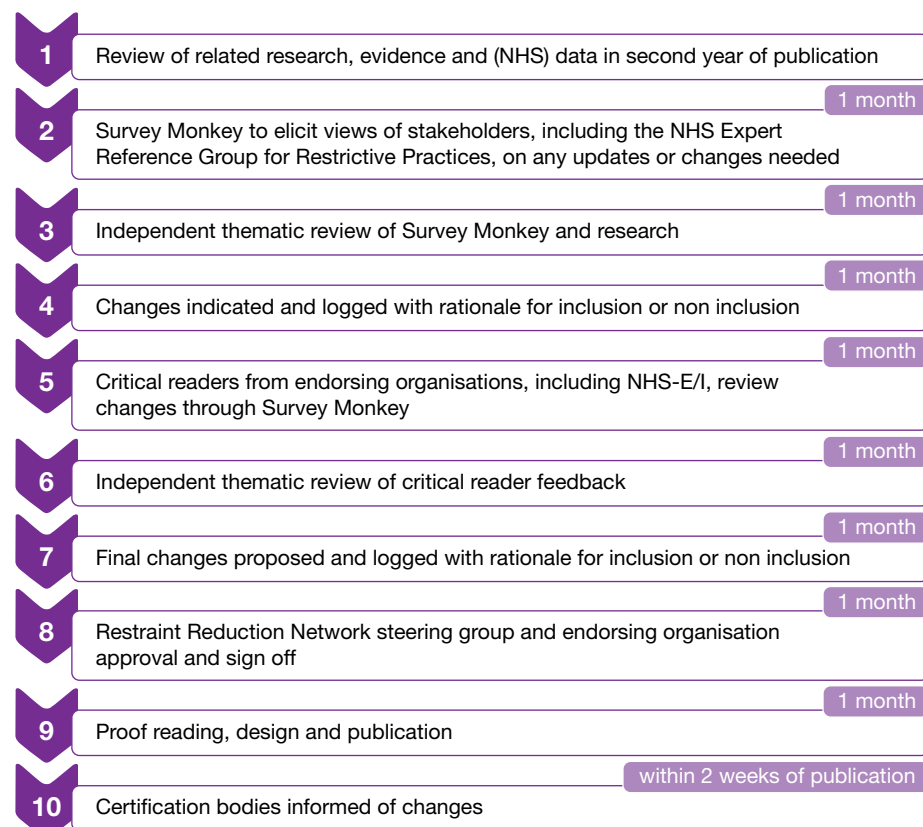 1
Review of related research, evidence and (NHS) data in second year of publication
1 month
2
Survey Monkey to elicit views of stakeholders, including the NHS Expert
Reference Group for Restrictive Practices, on any updates or changes needed
1 month
3
Independent thematic review of Survey Monkey and research
1 month
4
Changes indicated and logged with rationale for inclusion or non inclusion
1 month
5
Critical readers from endorsing organisations, including NHS-E/I, review
changes through Survey Monkey
1 month
6
Independent thematic review of critical reader feedback
1 month
7
Final changes proposed and logged with rationale for inclusion or non inclusion
1 month
8
Restraint Reduction Network steering group and endorsing organisation
approval and sign off
1 month
9
Proof reading, design and publication
within 2 weeks of publication
10
Certification bodies informed of changes